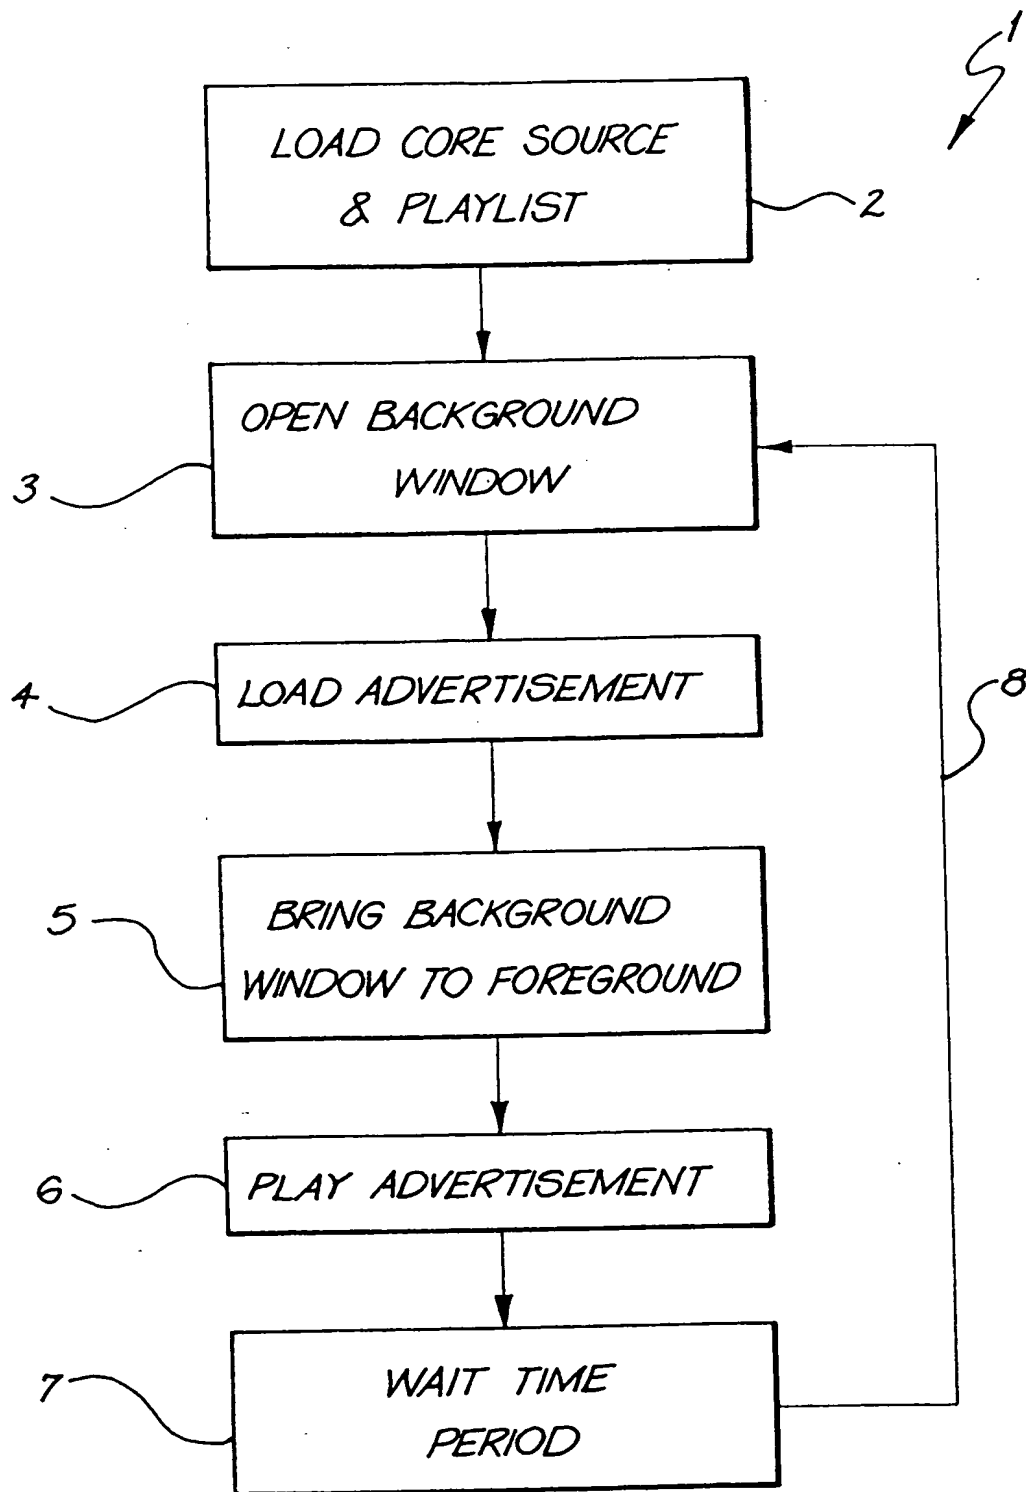 1
LOAD CORE SOURCE
& PLAYLIST
2
OPEN BACKGROUND
WINDOW
3
4
LOAD ADVERTISEMENT
8
5
BRING BACKGROUND
WINDOW TO FOREGROUND
6
PLAY ADVERTISEMENT
7
WAIT TIME
PERIOD